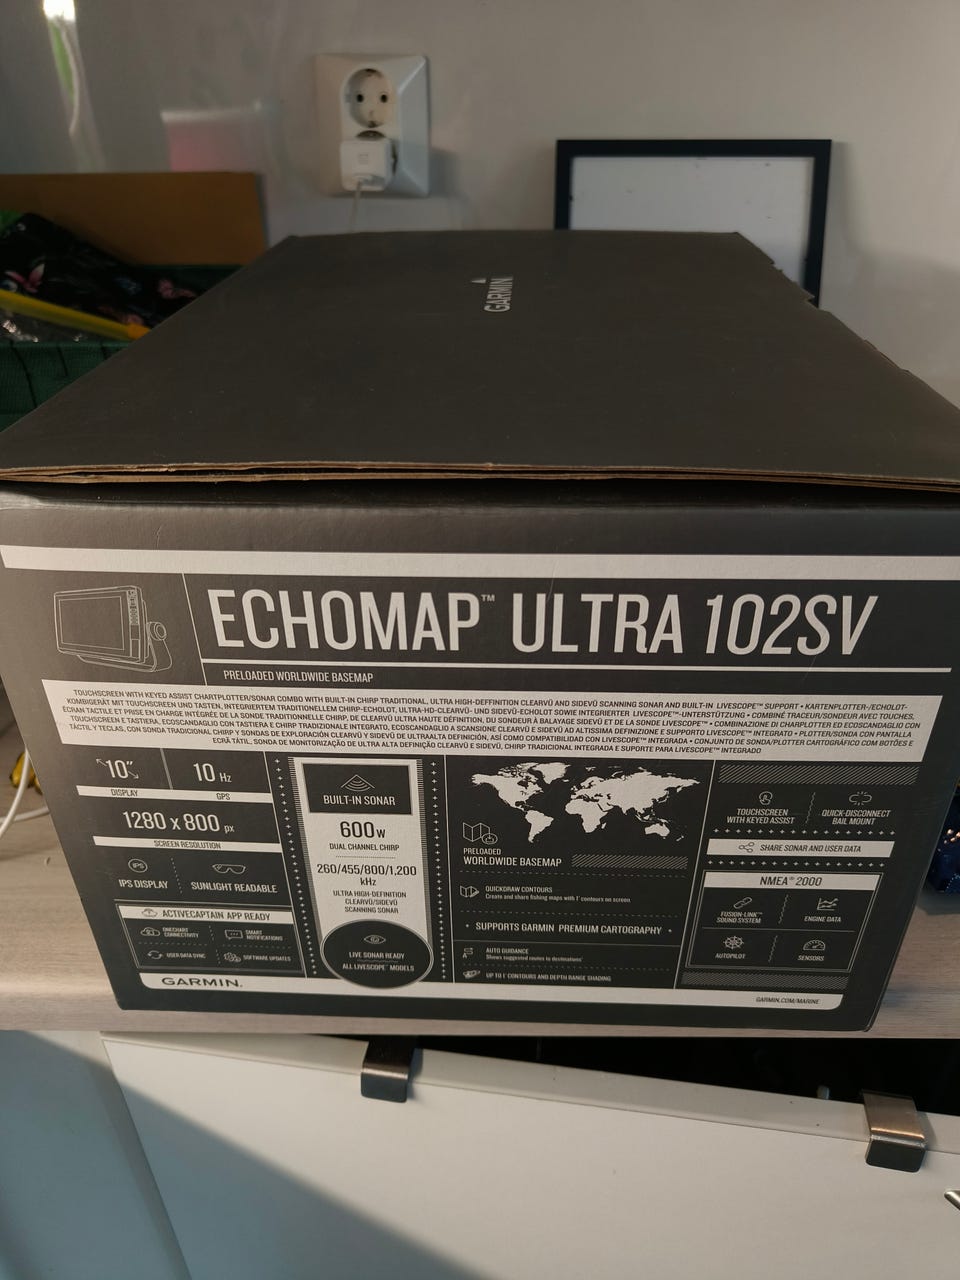 GARMIN
ECHOMAP™ ULTRA 102SV
PRELOADED WORLDWIDE BASEMAP
TOUCHSCREEN WITH KEYED ASSIST CHARTPLOTTER/SONAR COMBO WITH BUILT-IN CHIRP TRADITIONAL, ULTRA HIGH-DEFINITION CLEARVÜ AND SIDEVÜ SCANNING SONAR AND BUILT-IN LIVESCOPE™ SUPPORT • KARTENPLOTTER-/ECHOLOT-
KOMBIGERÄT MIT TOUCHSCREEN UND TASTEN, INTEGRIERTEM TRADITIONELLEM CHIRP-ECHOLOT, ULTRA-HD-CLEARVÜ- UND SIDEVÜ-ECHOLOT SOWIE INTEGRIERTER LIVESCOPE™-UNTERSTÜTZUNG • COMBINÉ TRACEUR/SONDEUR AVEC TOUCHES,
ÉCRAN TACTILE ET PRISE EN CHARGE INTÉGRÉE DE LA SONDE TRADITIONNELLE CHIRP, DE CLEARVÜ ULTRA HAUTE DÉFINITION, DU SONDEUR À BALAYAGE SIDEVÜ ET DE LA SONDE LIVESCOPE™ • COMBINAZIONE DI CHARPLOTTER ED ECOSCANDAGLIO CON
TOUCHSCREEN E TASTIERA, ECOSCANDAGLIO CON TASTIERA E CHIRP TRADIZIONALE INTEGRATO, ECOSCANDAGLIO A SCANSIONE CLEARVÜ E SIDEVÜ AD ALTISSIMA DEFINIZIONE E SUPPORTO LIVESCOPE™ INTEGRATO • PLOTTER/SONDA CON PANTALLA
TÁCTIL Y TECLAS, CON SONDA TRADICIONAL CHIRP Y SONDAS DE EXPLORACIÓN CLEARVÜ Y SIDEVÜ DE ULTRAALTA DEFINICIÓN, ASÍ COMO COMPATIBILIDAD CON LIVESCOPE™ INTEGRADA • CONJUNTO DE SONDA/PLOTTER CARTOGRÁFICO COM BOTÕES E
ECRÃ TÁTIL, SONDA DE MONITORIZAÇÃO DE ULTRA ALTA DEFINIÇÃO CLEARVÜ E SIDEVÜ, CHIRP TRADICIONAL INTEGRADA E SUPORTE PARA LIVESCOPE™ INTEGRADO
10"
DISPLAY
10 Hz
GPS
1280 x 800 px
SCREEN RESOLUTION
IPS
IPS DISPLAY
SUNLIGHT READABLE
ACTIVECAPTAIN APP READY
ONECHART
CONNECTIVITY
SMART
NOTIFICATIONS
USER DATA SYNC
SOFTWARE UPDATES
BUILT-IN SONAR
600w
DUAL CHANNEL CHIRP
260/455/800/1,200
kHz
ULTRA HIGH-DEFINITION
CLEARVÜ/SIDEVÜ
SCANNING SONAR
LIVE SONAR READY
ALL LIVESCOPE™ MODELS
PRELOADED
WORLDWIDE BASEMAP
QUICKDRAW CONTOURS
Create and share fishing maps with 1' contours on screen
• SUPPORTS GARMIN PREMIUM CARTOGRAPHY •
AUTO GUIDANCE
Shows suggested routes to destinations¹
UP TO 1' CONTOURS AND DEPTH RANGE SHADING
TOUCHSCREEN
WITH KEYED ASSIST
QUICK-DISCONNECT
BAIL MOUNT
SHARE SONAR AND USER DATA
NMEA® 2000
FUSION-LINK™
SOUND SYSTEM
ENGINE DATA
AUTOPILOT
SENSORS
GARMIN.
GARMIN.COM/MARINE